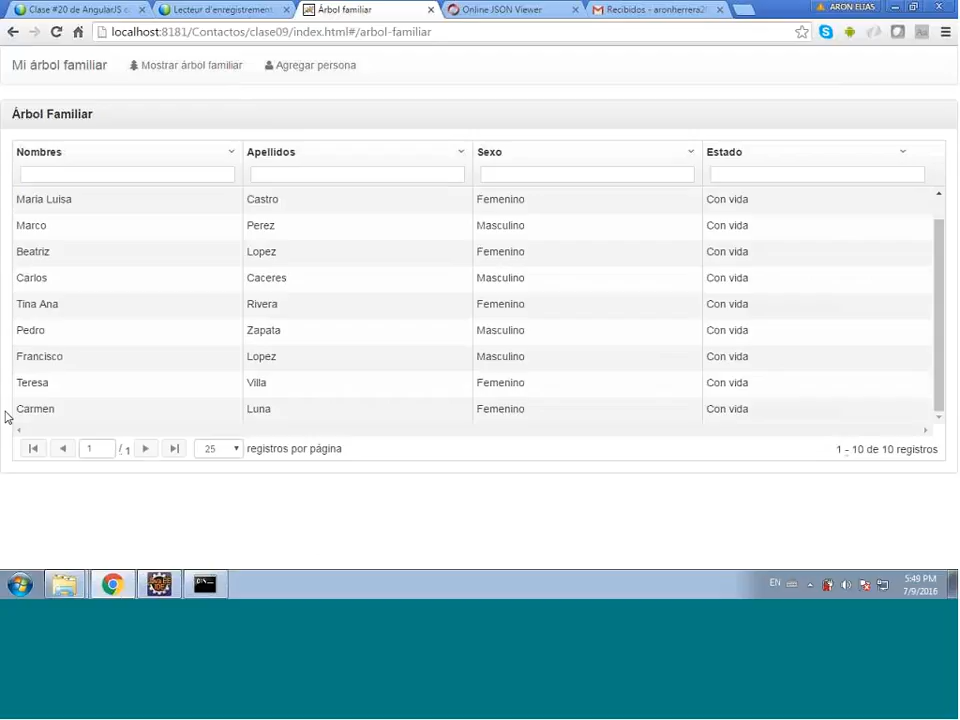 Clase #20 de AngularJS
Lecteur d'enregistrement
Árbol familiar
Online JSON Viewer
Recibidos - aronherrera2
ARON ELIAS
localhost:8181/Contactos/clase09/index.html#/arbol-familiar
Mi árbol familiar Mostrar árbol familiar Agregar persona
Árbol Familiar
Nombres Apellidos Sexo Estado
Maria Luisa Castro Femenino Con vida
Marco Perez Masculino Con vida
Beatriz Lopez Femenino Con vida
Carlos Caceres Masculino Con vida
Tina Ana Rivera Femenino Con vida
Pedro Zapata Masculino Con vida
Francisco Lopez Masculino Con vida
Teresa Villa Femenino Con vida
Carmen Luna Femenino Con vida
1 / 1 25 registros por página 1 - 10 de 10 registros
EN 5:49 PM
7/9/2016